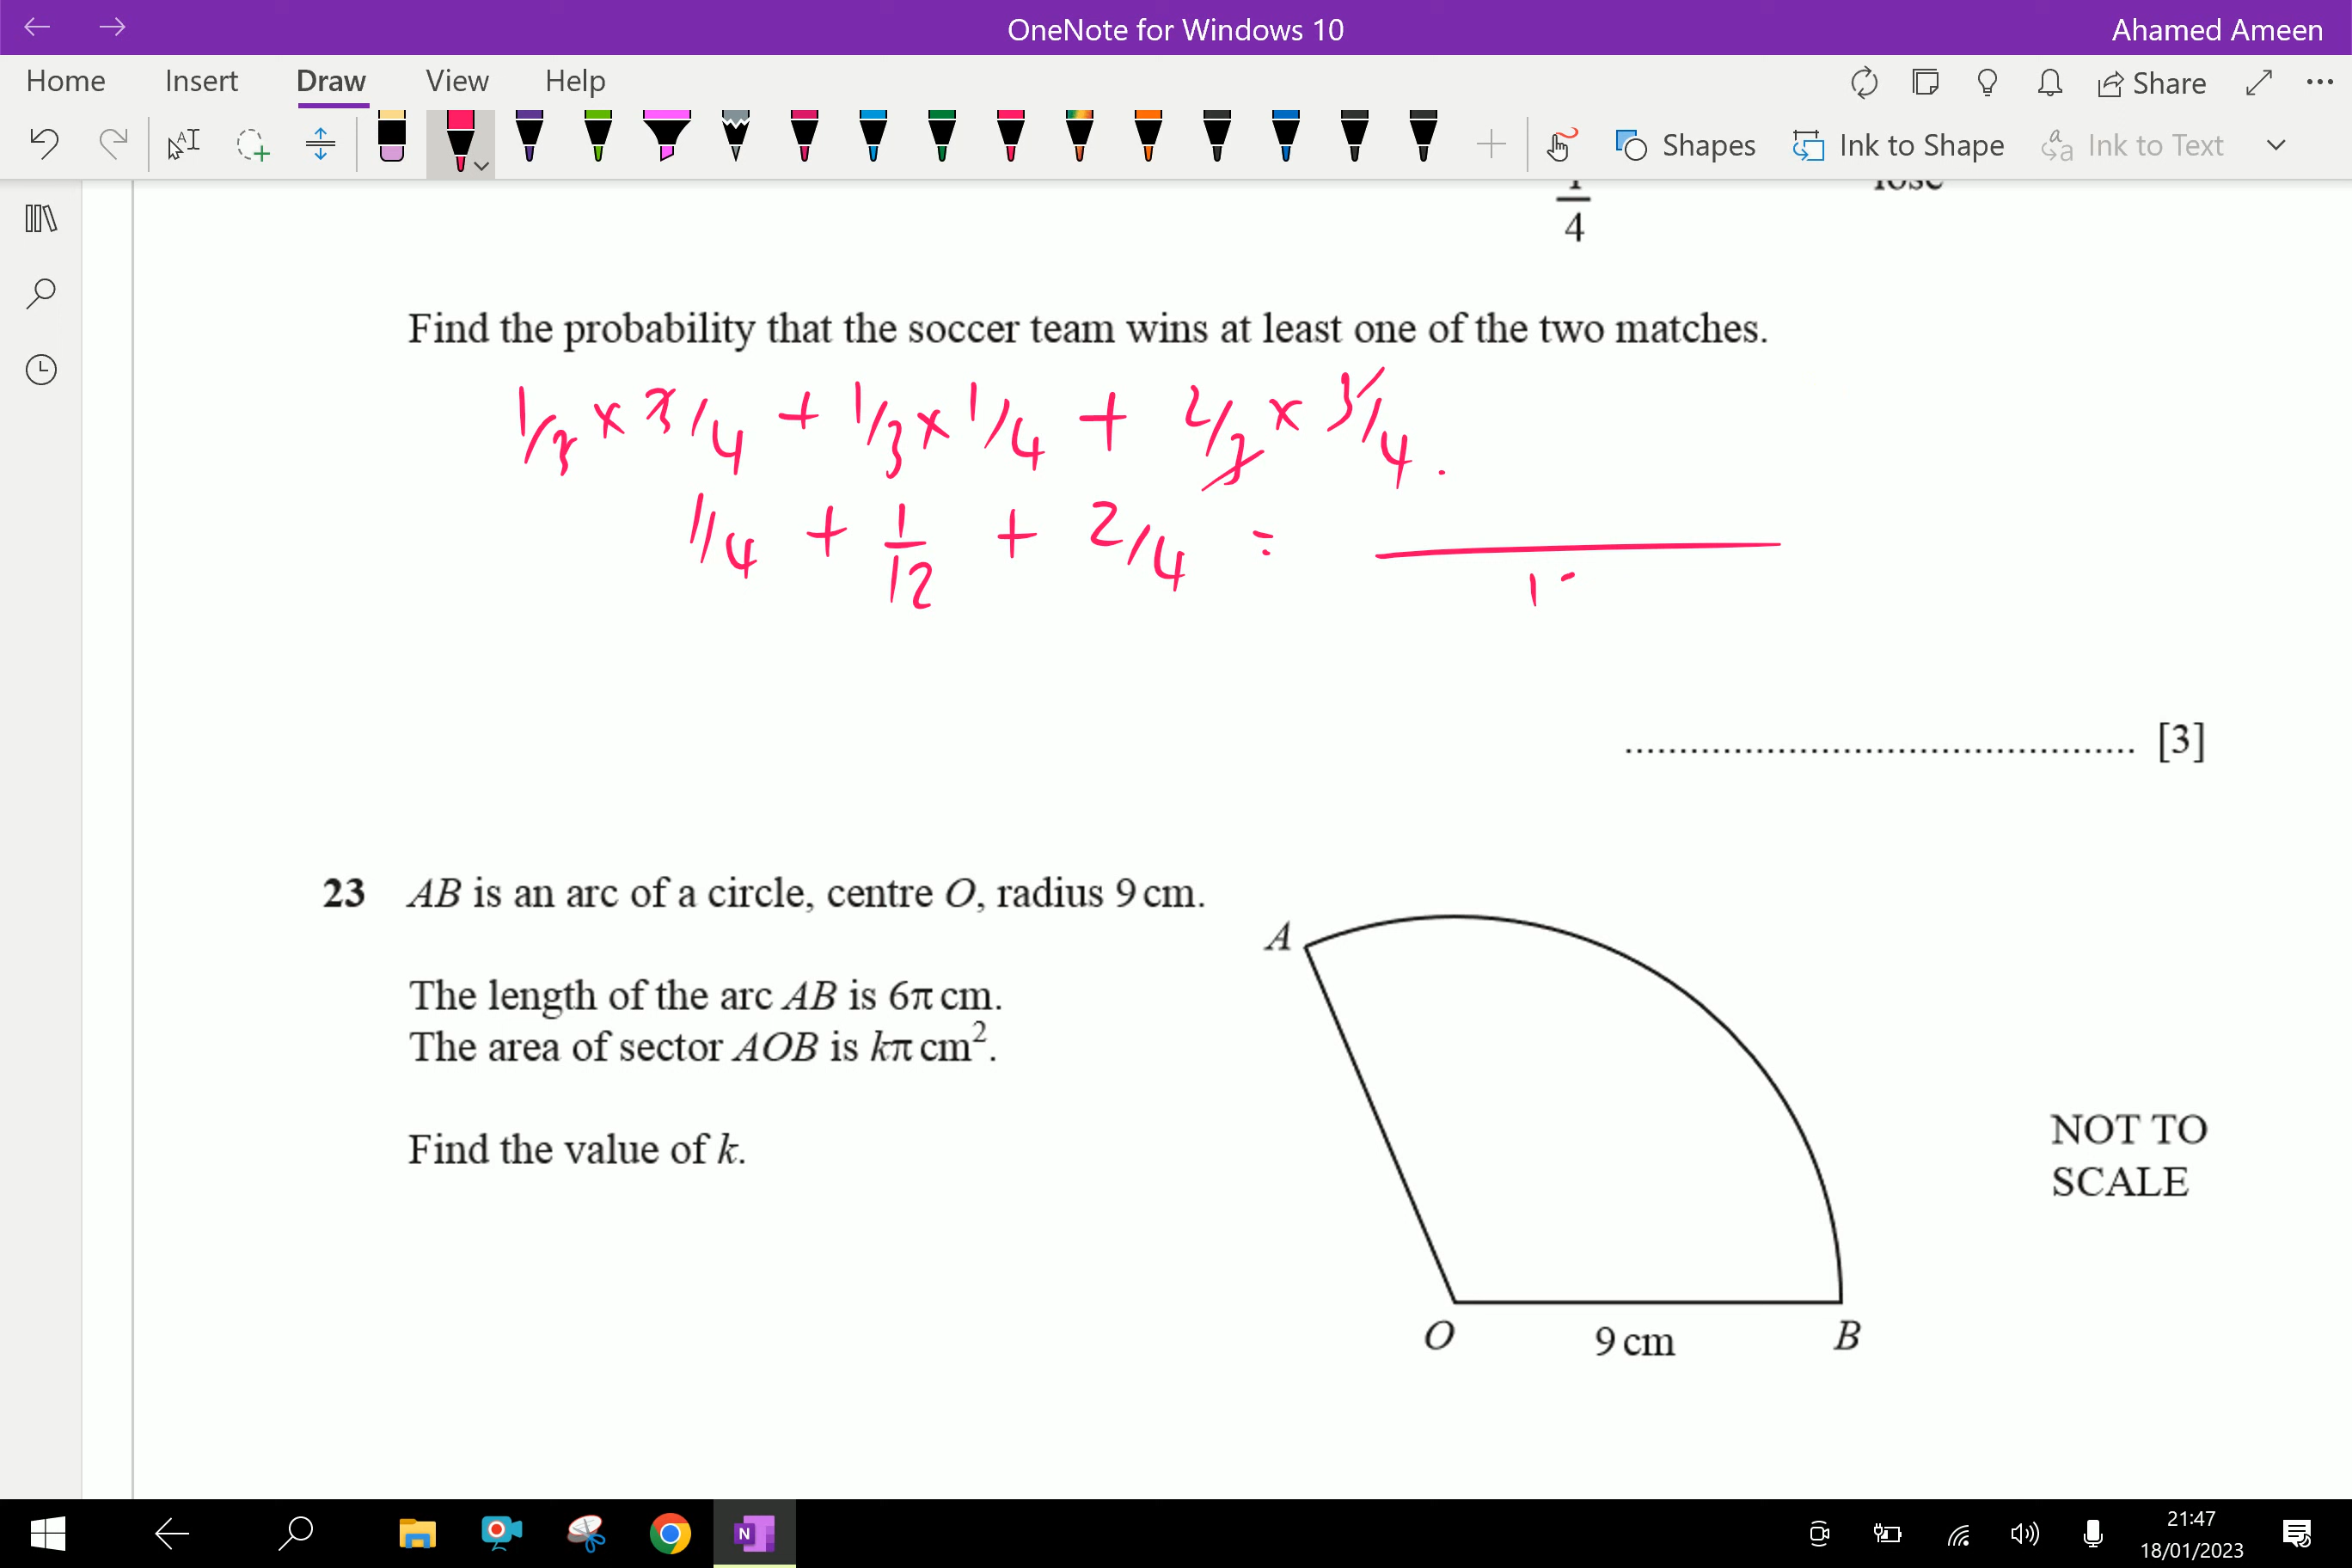 OneNote for Windows 10 Ahamed Ameen
Home Insert Draw View Help Share
Shapes Ink to Shape Ink to Text
1/4 lose
Find the probability that the soccer team wins at least one of the two matches.
1/3 × 3/4 + 1/3 × 1/4 + 2/3 × 3/4 .
1/4 + 1/12 + 2/4 =
[3]
23 AB is an arc of a circle, centre O, radius 9 cm.
A
The length of the arc AB is 6π cm.
The area of sector AOB is kπ cm².
NOT TO
SCALE
Find the value of k.
O 9 cm B
21:47
18/01/2023